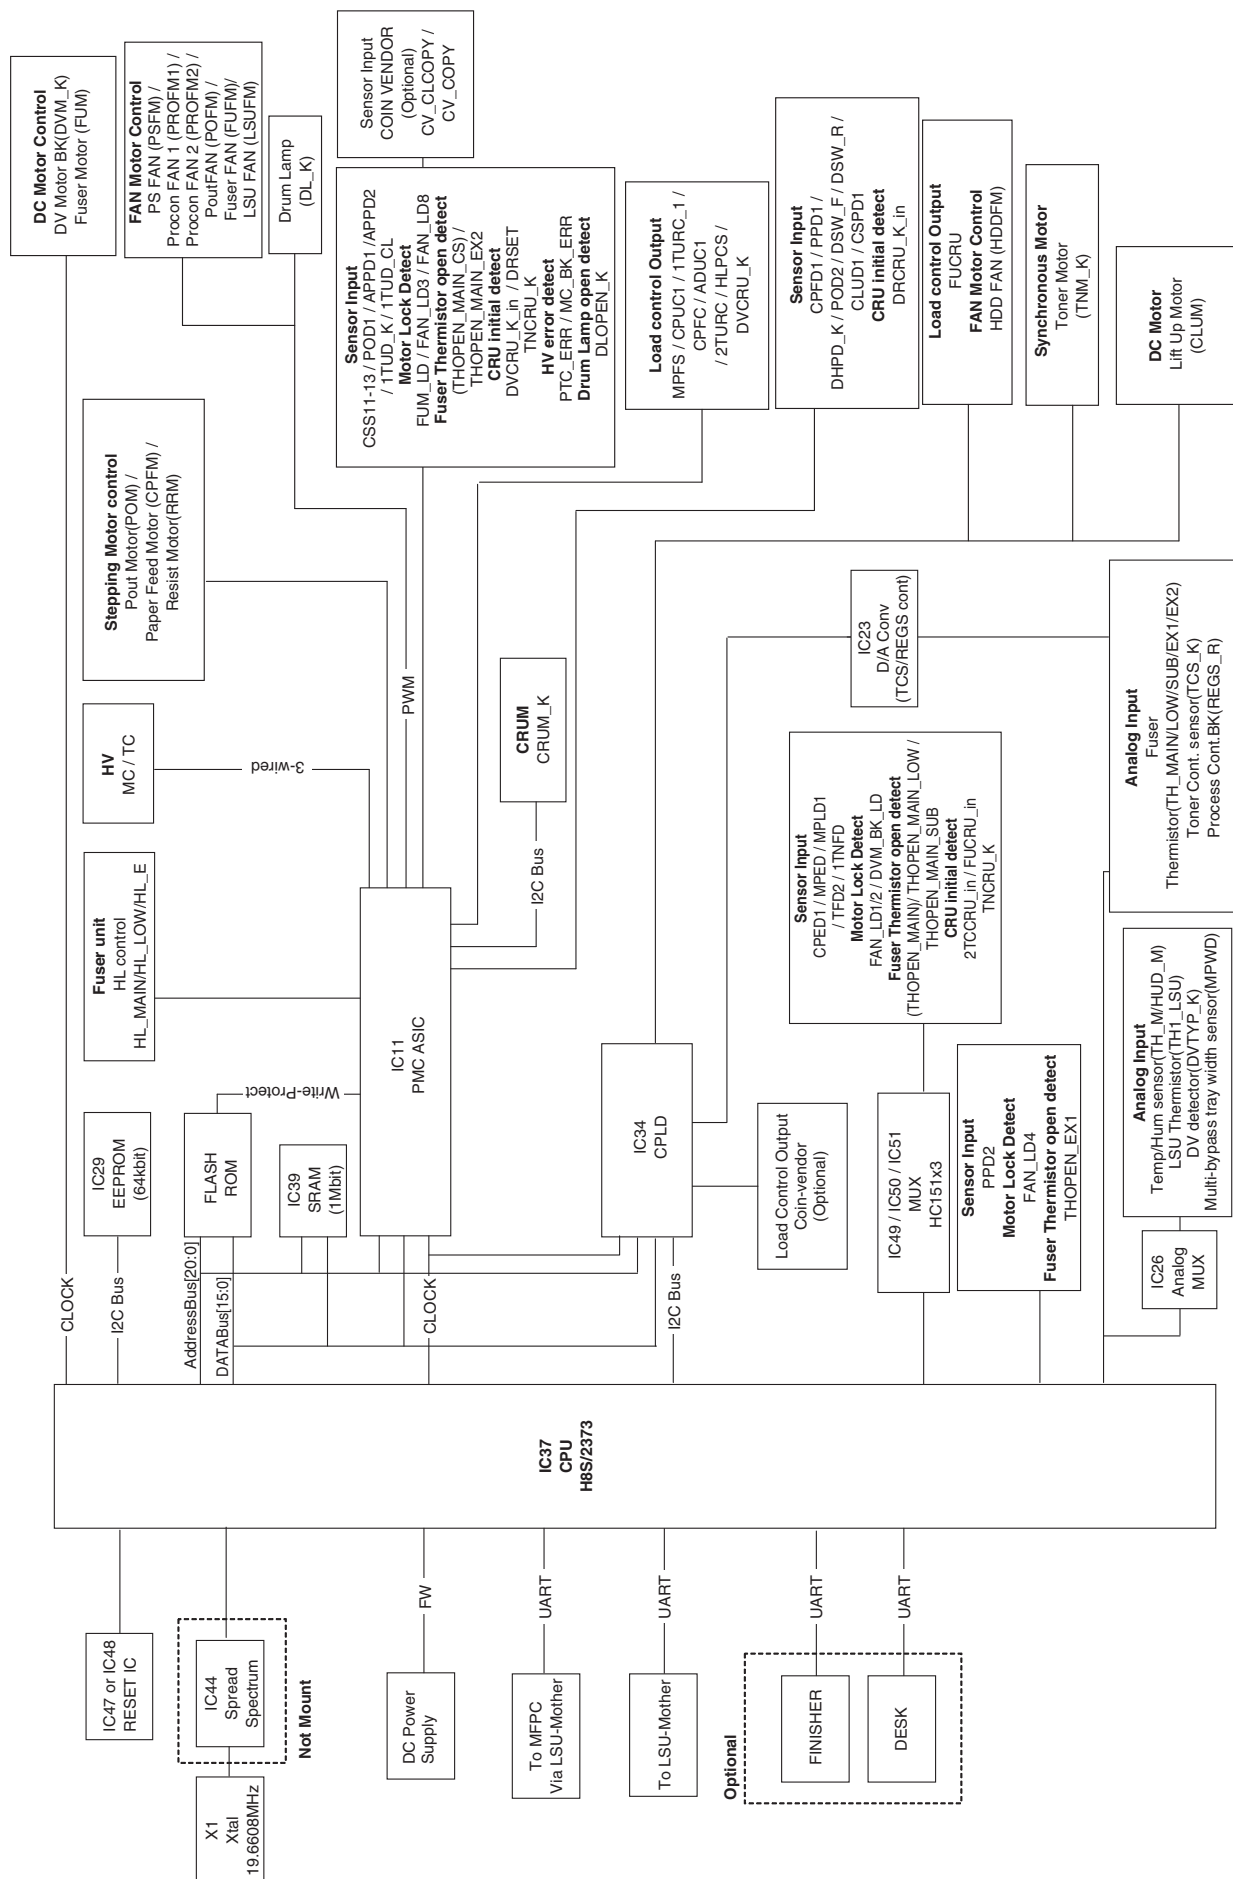 X1
Xtal
19.6608MHz
IC47 or IC48
RESET IC
IC44
Spread
Spectrum
Not Mount
DC Power
Supply
FW
To MFPC
Via LSU-Mother
UART
To LSU-Mother
UART
Optional
FINISHER
UART
DESK
UART
IC37
CPU
H8S/2373
CLOCK
I2C Bus
AddressBus[20:0]
DATABus[15:0]
CLOCK
I2C Bus
IC29
EEPROM
(64kbit)
FLASH
ROM
Write-Protect
IC39
SRAM
(1Mbit)
IC11
PMC ASIC
IC34
CPLD
Load Control Output
Coin-vendor
(Optional)
IC49 / IC50 / IC51
MUX
HC151x3
Sensor Input
PPD2
Motor Lock Detect
FAN_LD4
Fuser Thermistor open detect
THOPEN_EX1
IC26
Analog
MUX
Analog Input
Temp/Hum sensor(TH_M/HUD_M)
LSU Thermistor(TH1_LSU)
DV detector(DVTYP_K)
Multi-bypass tray width sensor(MPWD)
Fuser unit
HL control
HL_MAIN/HL_LOW/HL_E
HV
MC / TC
3-wired
PWM
I2C Bus
CRUM
CRUM_K
Sensor Input
CPED1 / MPED / MPLD1
/ TFD2 / 1TNFD
Motor Lock Detect
FAN_LD1/2 / DVM_BK_LD
Fuser Thermistor open detect
(THOPEN_MAIN)/ THOPEN_MAIN_LOW /
THOPEN_MAIN_SUB
CRU initial detect
2TCCRU_in / FUCRU_in
TNCRU_K
IC23
D/A Conv
(TCS/REGS cont)
Analog Input
Fuser
Thermistor(TH_MAIN/LOW/SUB/EX1/EX2)
Toner Cont. sensor(TCS_K)
Process Cont.BK(REGS_R)
Stepping Motor control
Pout Motor(POM) /
Paper Feed Motor (CPFM) /
Resist Motor(RRM)
DC Motor Control
DV Motor BK(DVM_K)
Fuser Motor (FUM)
FAN Motor Control
PS FAN (PSFM) /
Procon FAN 1 (PROFM1) /
Procon FAN 2 (PROFM2) /
PoutFAN (POFM) /
Fuser FAN (FUFM)/
LSU FAN (LSUFM)
Drum Lamp
(DL_K)
Sensor Input
COIN VENDOR
(Optional)
CV_CLCOPY /
CV_COPY
Sensor Input
CSS11-13 / POD1 / APPD1 /APPD2
/ 1TUD_K / 1TUD_CL
Motor Lock Detect
FUM_LD / FAN_LD3 / FAN_LD8
Fuser Thermistor open detect
(THOPEN_MAIN_CS) /
THOPEN_MAIN_EX2
CRU initial detect
DVCRU_K_in / DRSET
TNCRU_K
HV error detect
PTC_ERR / MC_BK_ERR
Drum Lamp open detect
DLOPEN_K
Load control Output
MPFS / CPUC1 / 1TURC_1 /
CPFC / ADUC1
/ 2TURC / HLPCS /
DVCRU_K
Sensor Input
CPFD1 / PPD1 /
DHPD_K / POD2 / DSW_F / DSW_R /
CLUD1 / CSPD1
CRU initial detect
DRCRU_K_in
Load control Output
FUCRU
FAN Motor Control
HDD FAN (HDDFM)
Synchronous Motor
Toner Motor
(TNM_K)
DC Motor
Lift Up Motor
(CLUM)